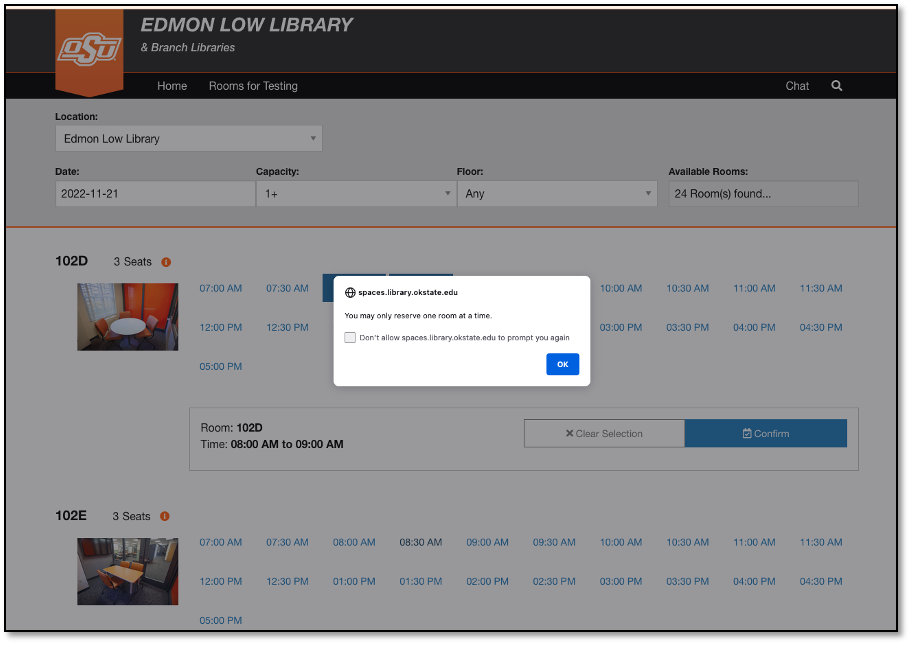 EDMON LOW LIBRARY
& Branch Libraries
OSU
Home Rooms for Testing Chat
Location:
Edmon Low Library
Date: Capacity: Floor: Available Rooms:
2022-11-21 1+ Any 24 Room(s) found...
102D 3 Seats
07:00 AM 07:30 AM 10:00 AM 10:30 AM 11:00 AM 11:30 AM
12:00 PM 12:30 PM 03:00 PM 03:30 PM 04:00 PM 04:30 PM
05:00 PM
spaces.library.okstate.edu
You may only reserve one room at a time.
Don't allow spaces.library.okstate.edu to prompt you again
OK
Room: 102D
Time: 08:00 AM to 09:00 AM
Clear Selection Confirm
102E 3 Seats
07:00 AM 07:30 AM 08:00 AM 08:30 AM 09:00 AM 09:30 AM 10:00 AM 10:30 AM 11:00 AM 11:30 AM
12:00 PM 12:30 PM 01:00 PM 01:30 PM 02:00 PM 02:30 PM 03:00 PM 03:30 PM 04:00 PM 04:30 PM
05:00 PM